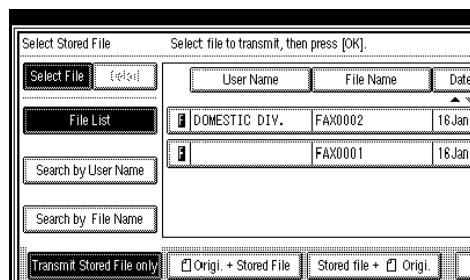 Select Stored File Select file to transmit, then press [OK].
Select File
User Name File Name Date
File List
DOMESTIC DIV. FAX0002 16Jan
FAX0001 16Jan
Search by User Name
Search by File Name
Transmit Stored File only Origi. + Stored File Stored file + Origi.